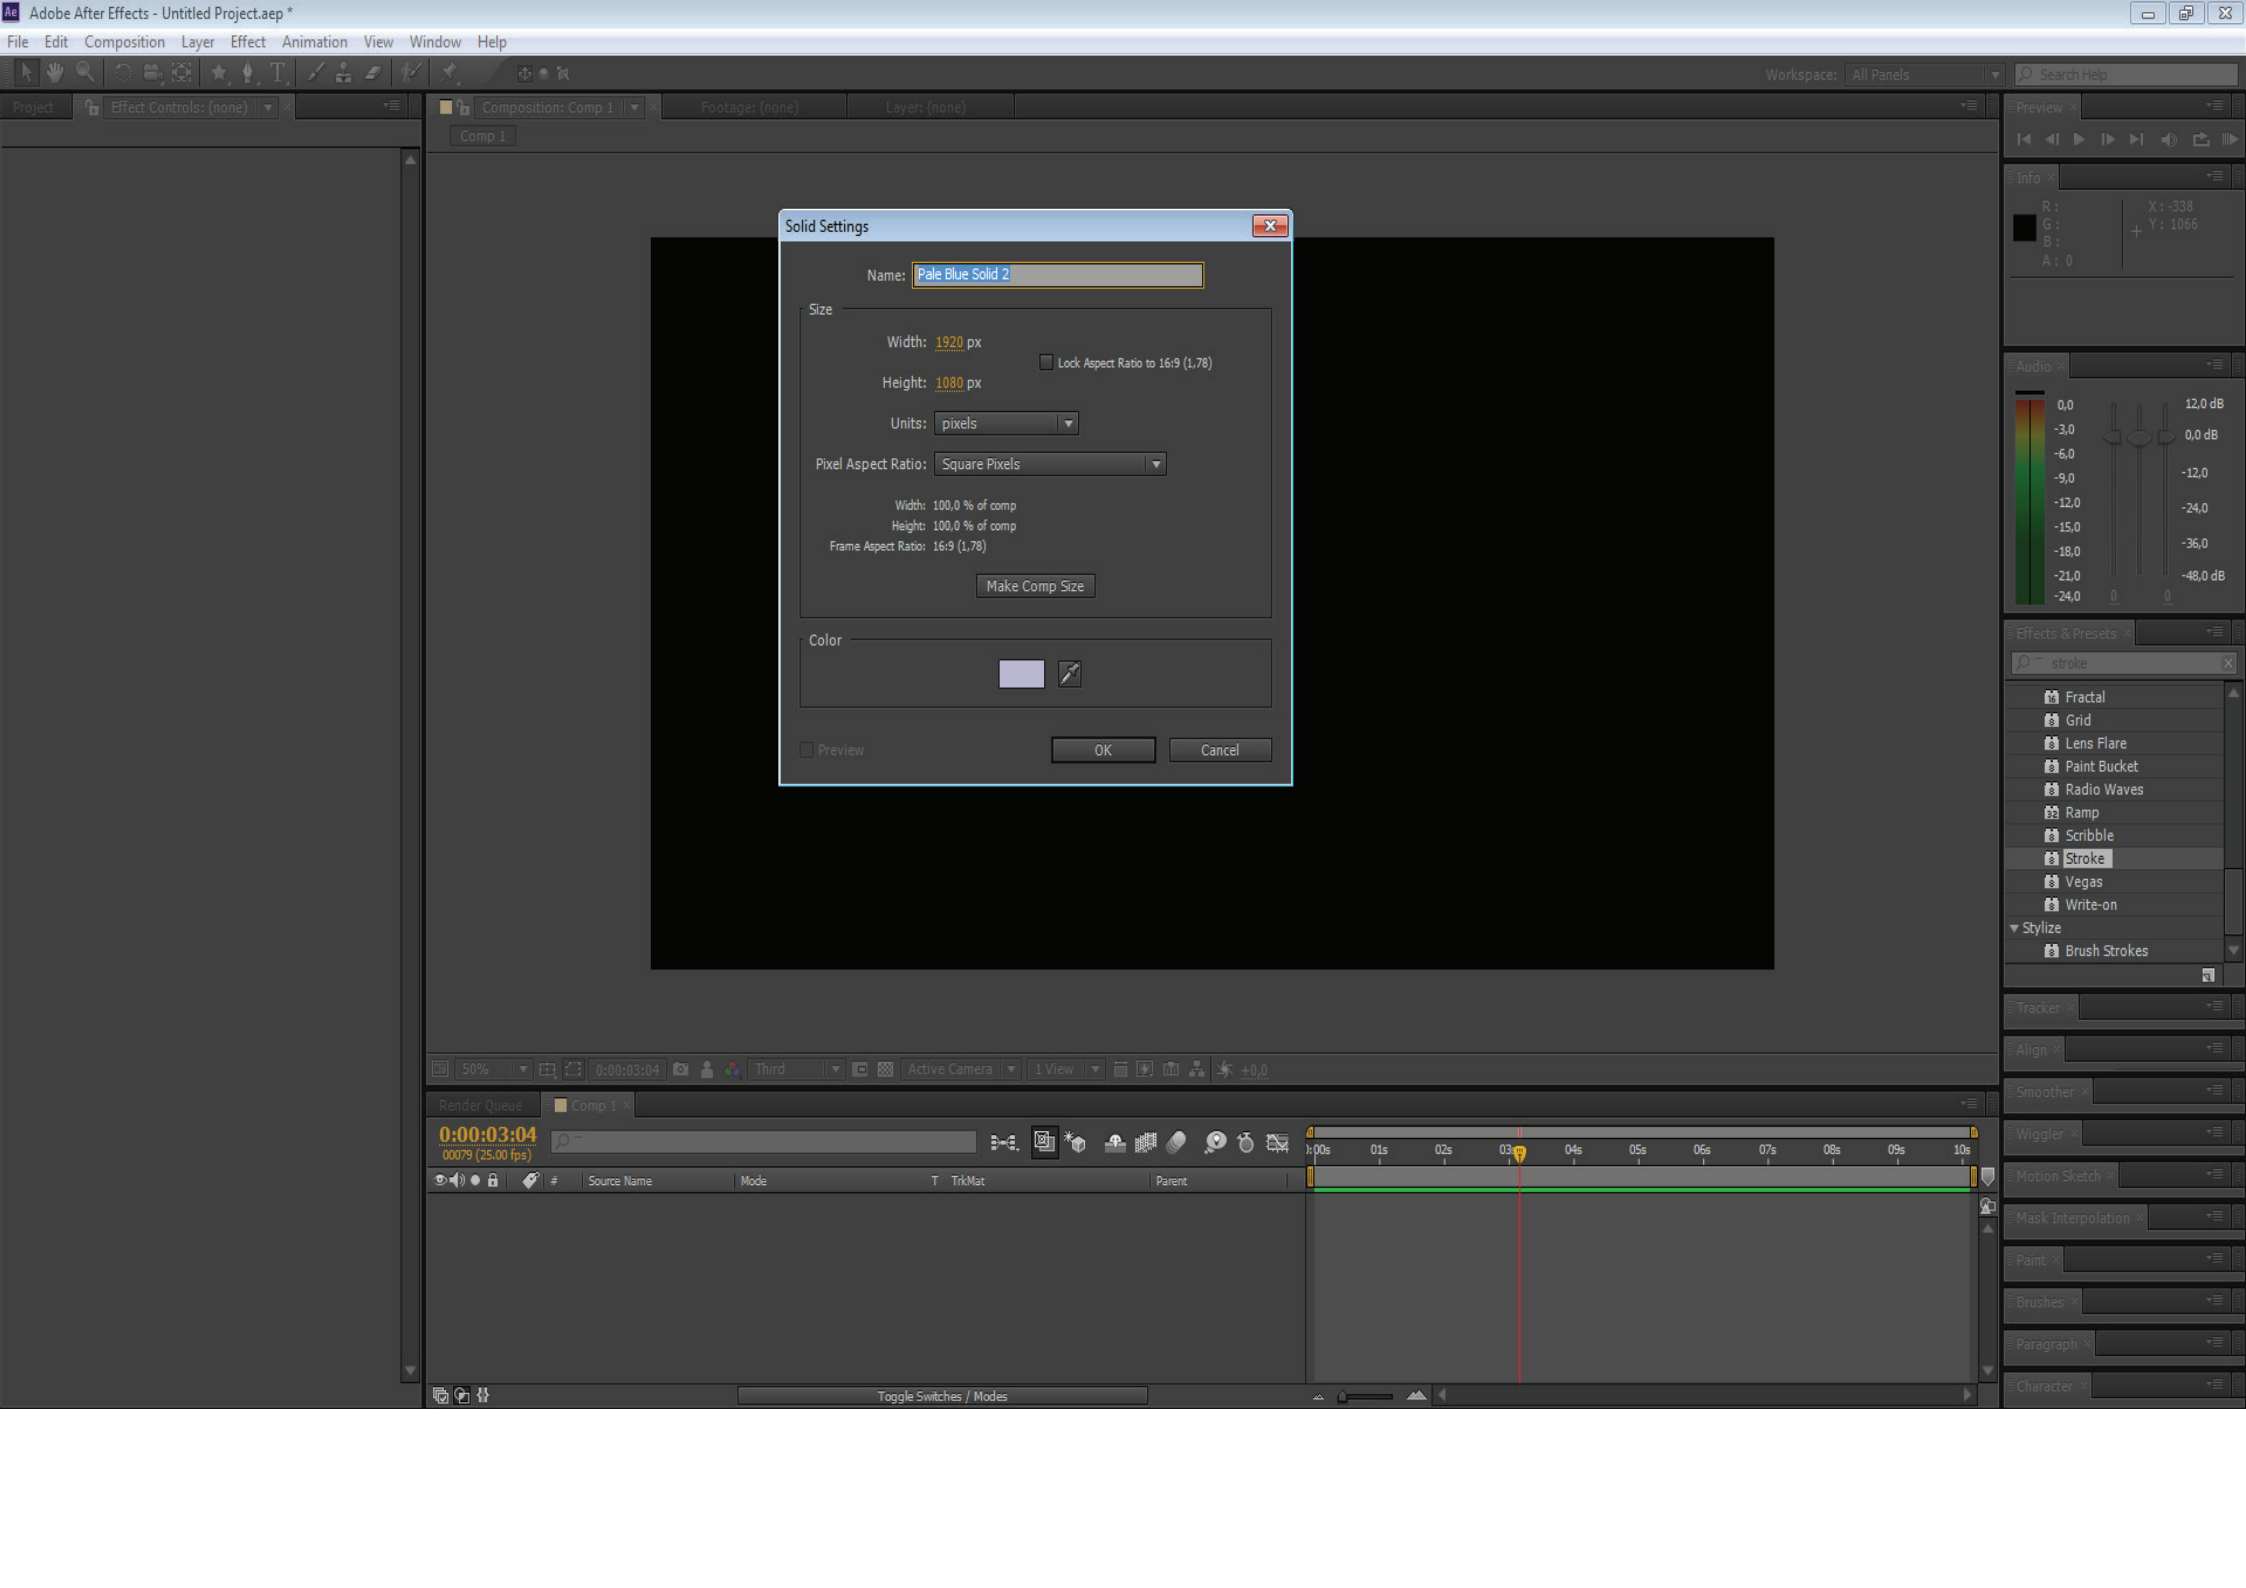 Ae Adobe After Effects - Untitled Project.aep *
File Edit Composition Layer Effect Animation View Window Help
Workspace: All Panels Search Help
Project Effect Controls: (none)
Composition: Comp 1 Footage: (none) Layer: (none)
Comp 1
Solid Settings
Name: Pale Blue Solid 2
Size
Width: 1920 px
Lock Aspect Ratio to 16:9 (1,78)
Height: 1080 px
Units: pixels
Pixel Aspect Ratio: Square Pixels
Width: 100,0 % of comp
Height: 100,0 % of comp
Frame Aspect Ratio: 16:9 (1,78)
Make Comp Size
Color
Preview OK Cancel
50% 0:00:03:04 Third Active Camera 1 View +0,0
Preview
Info
R: X: -338
G: Y: 1066
B:
A: 0
Audio
0,0 12,0 dB
-3,0 0,0 dB
-6,0
-9,0 -12,0
-12,0 -24,0
-15,0
-18,0 -36,0
-21,0 -48,0 dB
-24,0 0 0
Effects & Presets
stroke
Fractal
Grid
Lens Flare
Paint Bucket
Radio Waves
Ramp
Scribble
Stroke
Vegas
Write-on
Stylize
Brush Strokes
Tracker
Align
Smoother
Wiggler
Motion Sketch
Mask Interpolation
Paint
Brushes
Paragraph
Character
Render Queue Comp 1
0:00:03:04
00079 (25.00 fps)
):00s 01s 02s 03s 04s 05s 06s 07s 08s 09s 10s
# Source Name Mode T TrkMat Parent
Toggle Switches / Modes